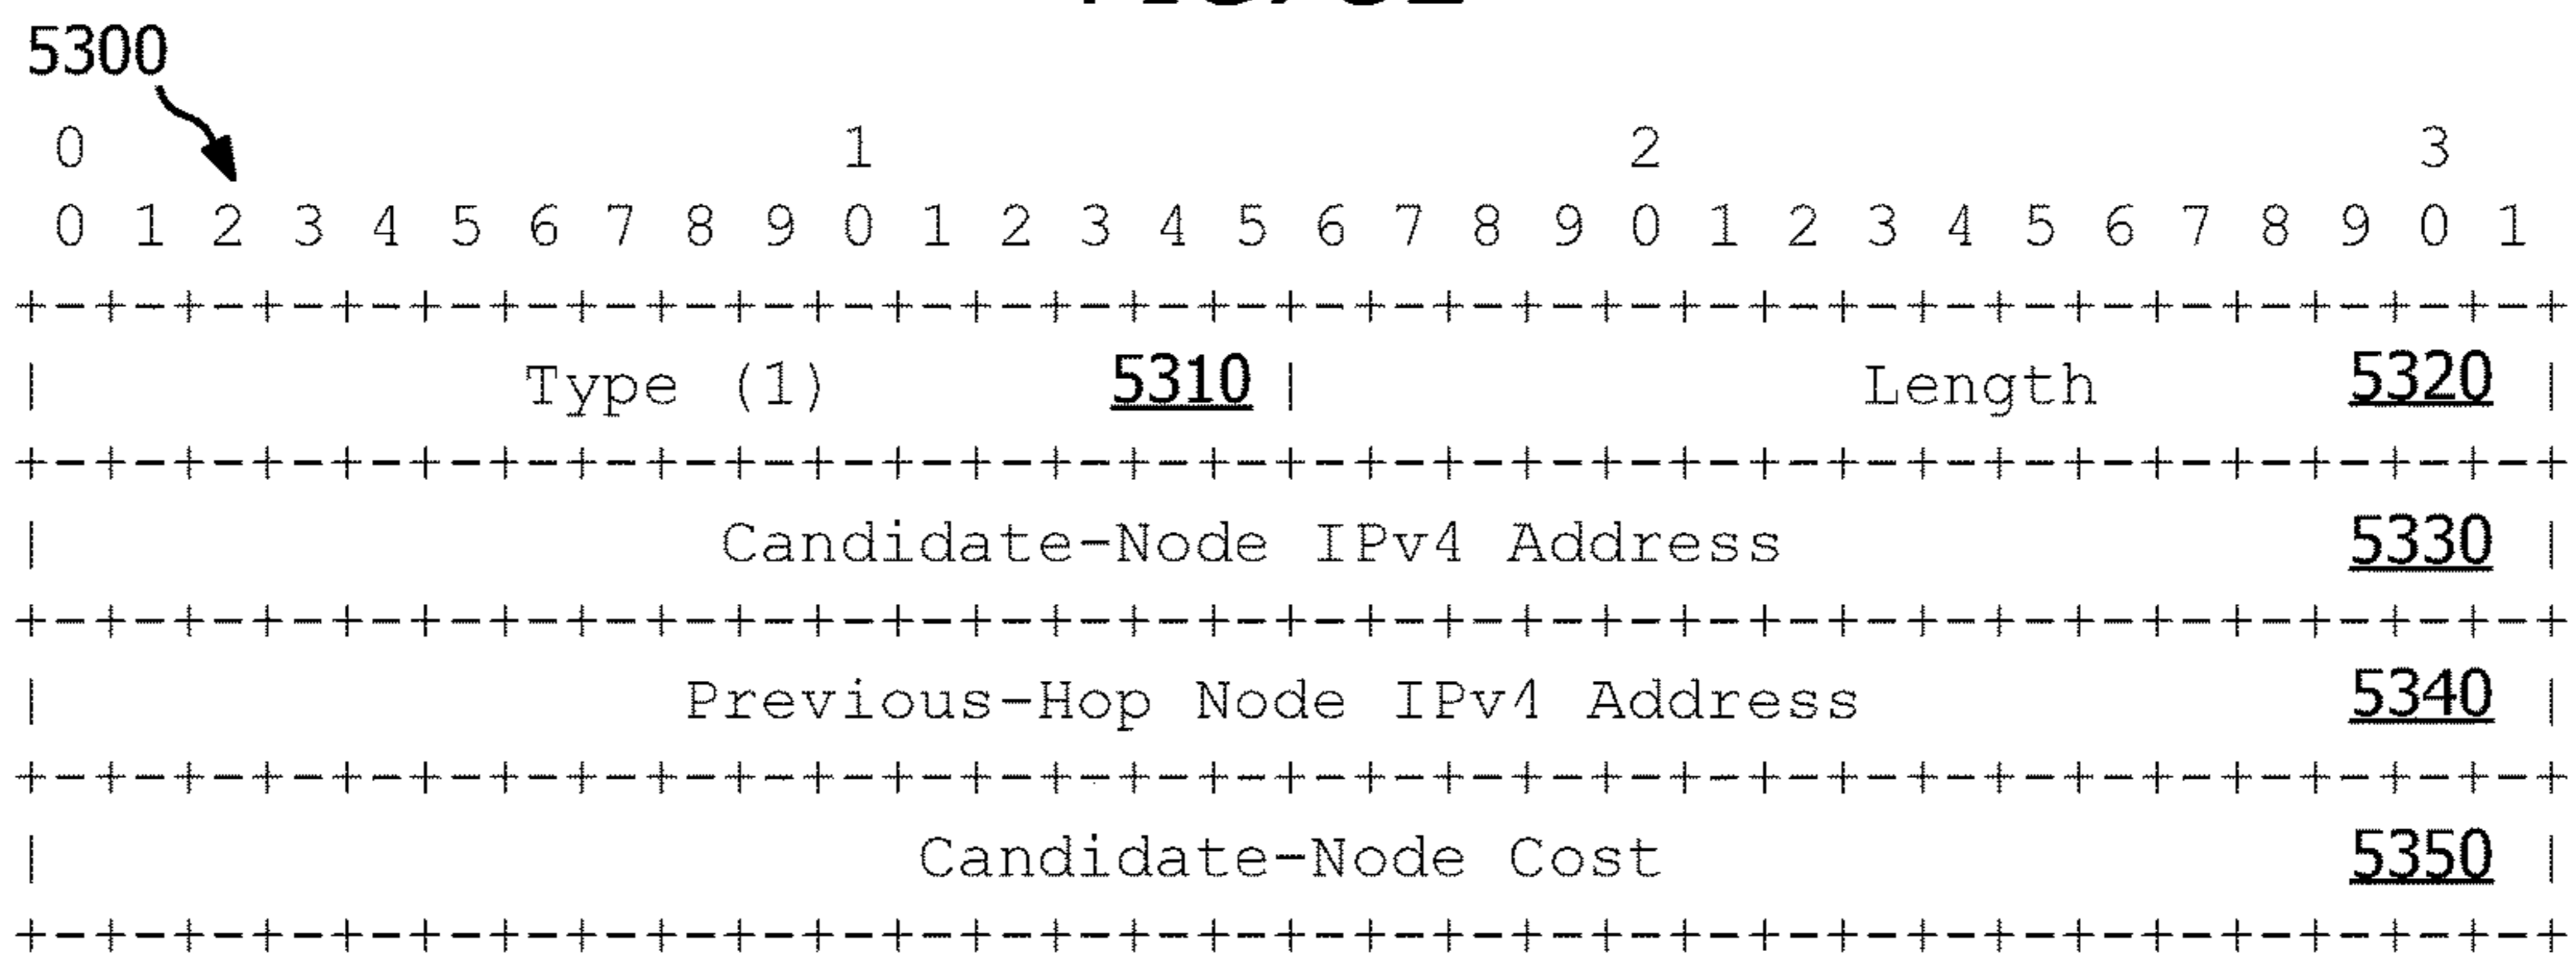 5300
0 1 2 3
0 1 2 3 4 5 6 7 8 9 0 1 2 3 4 5 6 7 8 9 0 1 2 3 4 5 6 7 8 9 0 1
+-+-+-+-+-+-+-+-+-+-+-+-+-+-+-+-+-+-+-+-+-+-+-+-+-+-+-+-+-+-+-+-+
| Type (1) 5310 | Length 5320 |
+-+-+-+-+-+-+-+-+-+-+-+-+-+-+-+-+-+-+-+-+-+-+-+-+-+-+-+-+-+-+-+-+
| Candidate-Node IPv4 Address 5330 |
+-+-+-+-+-+-+-+-+-+-+-+-+-+-+-+-+-+-+-+-+-+-+-+-+-+-+-+-+-+-+-+-+
| Previous-Hop Node IPv4 Address 5340 |
+-+-+-+-+-+-+-+-+-+-+-+-+-+-+-+-+-+-+-+-+-+-+-+-+-+-+-+-+-+-+-+-+
| Candidate-Node Cost 5350 |
+-+-+-+-+-+-+-+-+-+-+-+-+-+-+-+-+-+-+-+-+-+-+-+-+-+-+-+-+-+-+-+-+